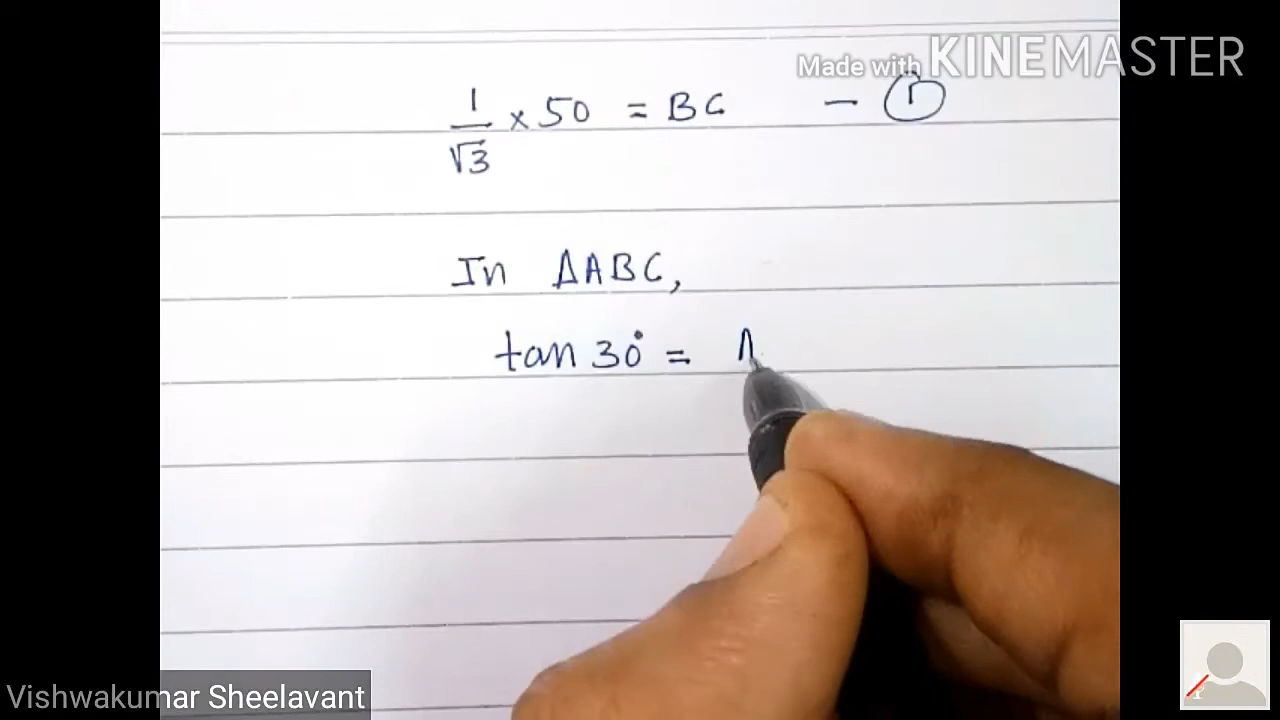 Made with KINEMASTER
1/√3 × 50 = BC — ①
In ΔABC,
tan 30° = A
Vishwakumar Sheelavant